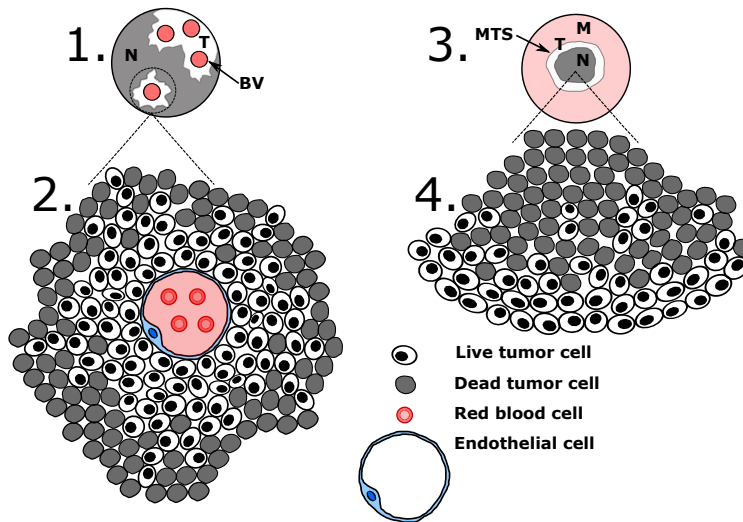 1.
N
T
BV
2.
3.
MTS
M
T
N
4.
Live tumor cell
Dead tumor cell
Red blood cell
Endothelial cell